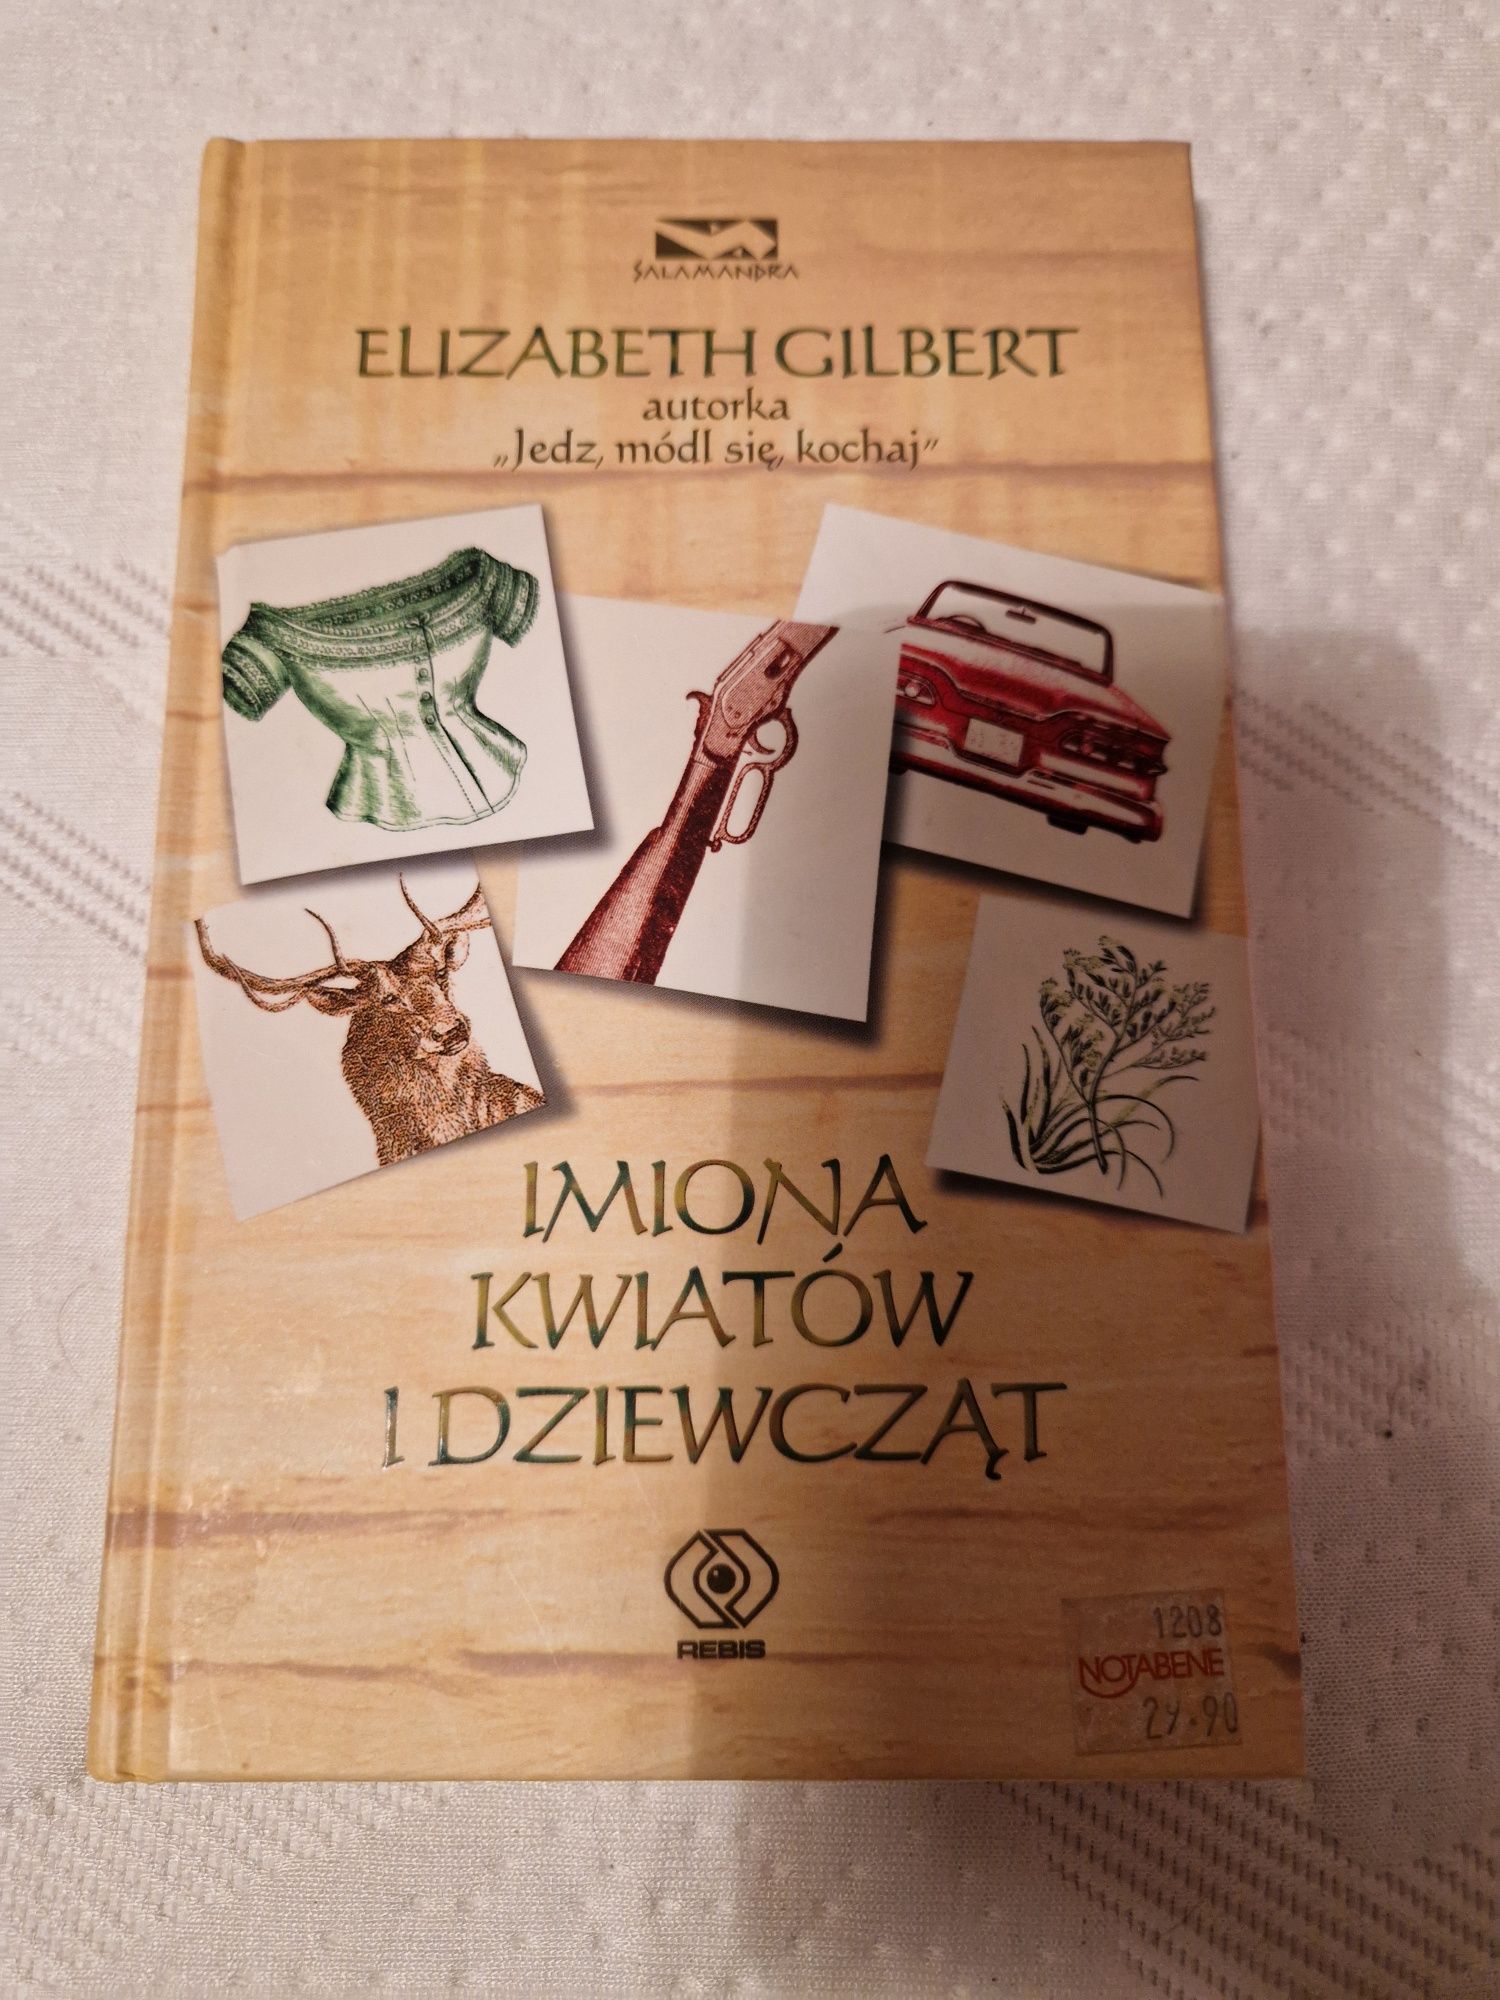 SALAMANDRA
ELIZABETH GILBERT
autorka
„Jedz, módl się, kochaj”
IMIONA
KWIATÓW
I DZIEWCZĄT
REBIS
1208
NOTABENE
29.90